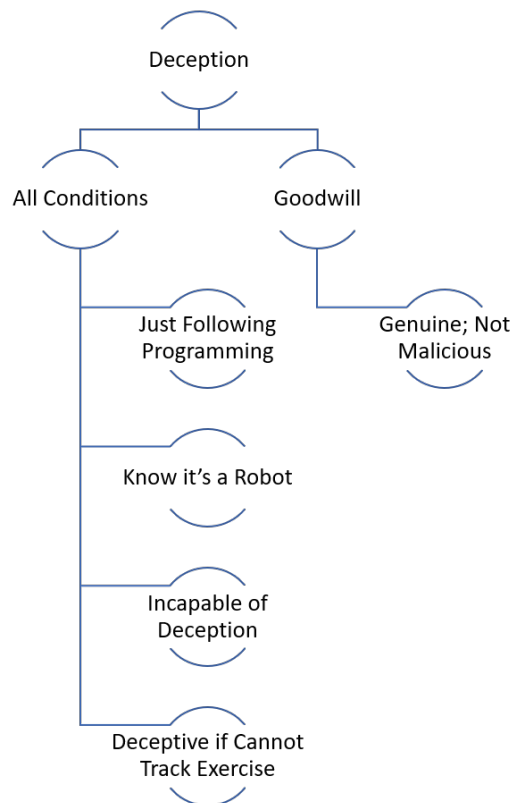 Deception
All Conditions
Goodwill
Just Following
Programming
Genuine; Not
Malicious
Know it’s a Robot
Incapable of
Deception
Deceptive if Cannot
Track Exercise